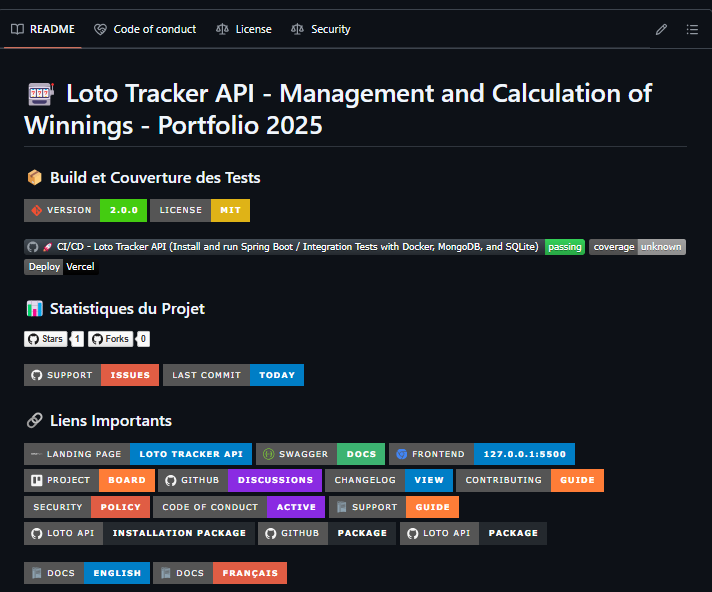 README Code of conduct License Security
Loto Tracker API - Management and Calculation of
Winnings - Portfolio 2025
Build et Couverture des Tests
VERSION 2.0.0 LICENSE MIT
CI/CD - Loto Tracker API (Install and run Spring Boot / Integration Tests with Docker, MongoDB, and SQLite) passing coverage unknown
Deploy Vercel
Statistiques du Projet
Stars 1 Forks 0
SUPPORT ISSUES LAST COMMIT TODAY
Liens Importants
LANDING PAGE LOTO TRACKER API SWAGGER DOCS FRONTEND 127.0.0.1:5500
PROJECT BOARD GITHUB DISCUSSIONS CHANGELOG VIEW CONTRIBUTING GUIDE
SECURITY POLICY CODE OF CONDUCT ACTIVE SUPPORT GUIDE
LOTO API INSTALLATION PACKAGE GITHUB PACKAGE LOTO API PACKAGE
DOCS ENGLISH DOCS FRANÇAIS